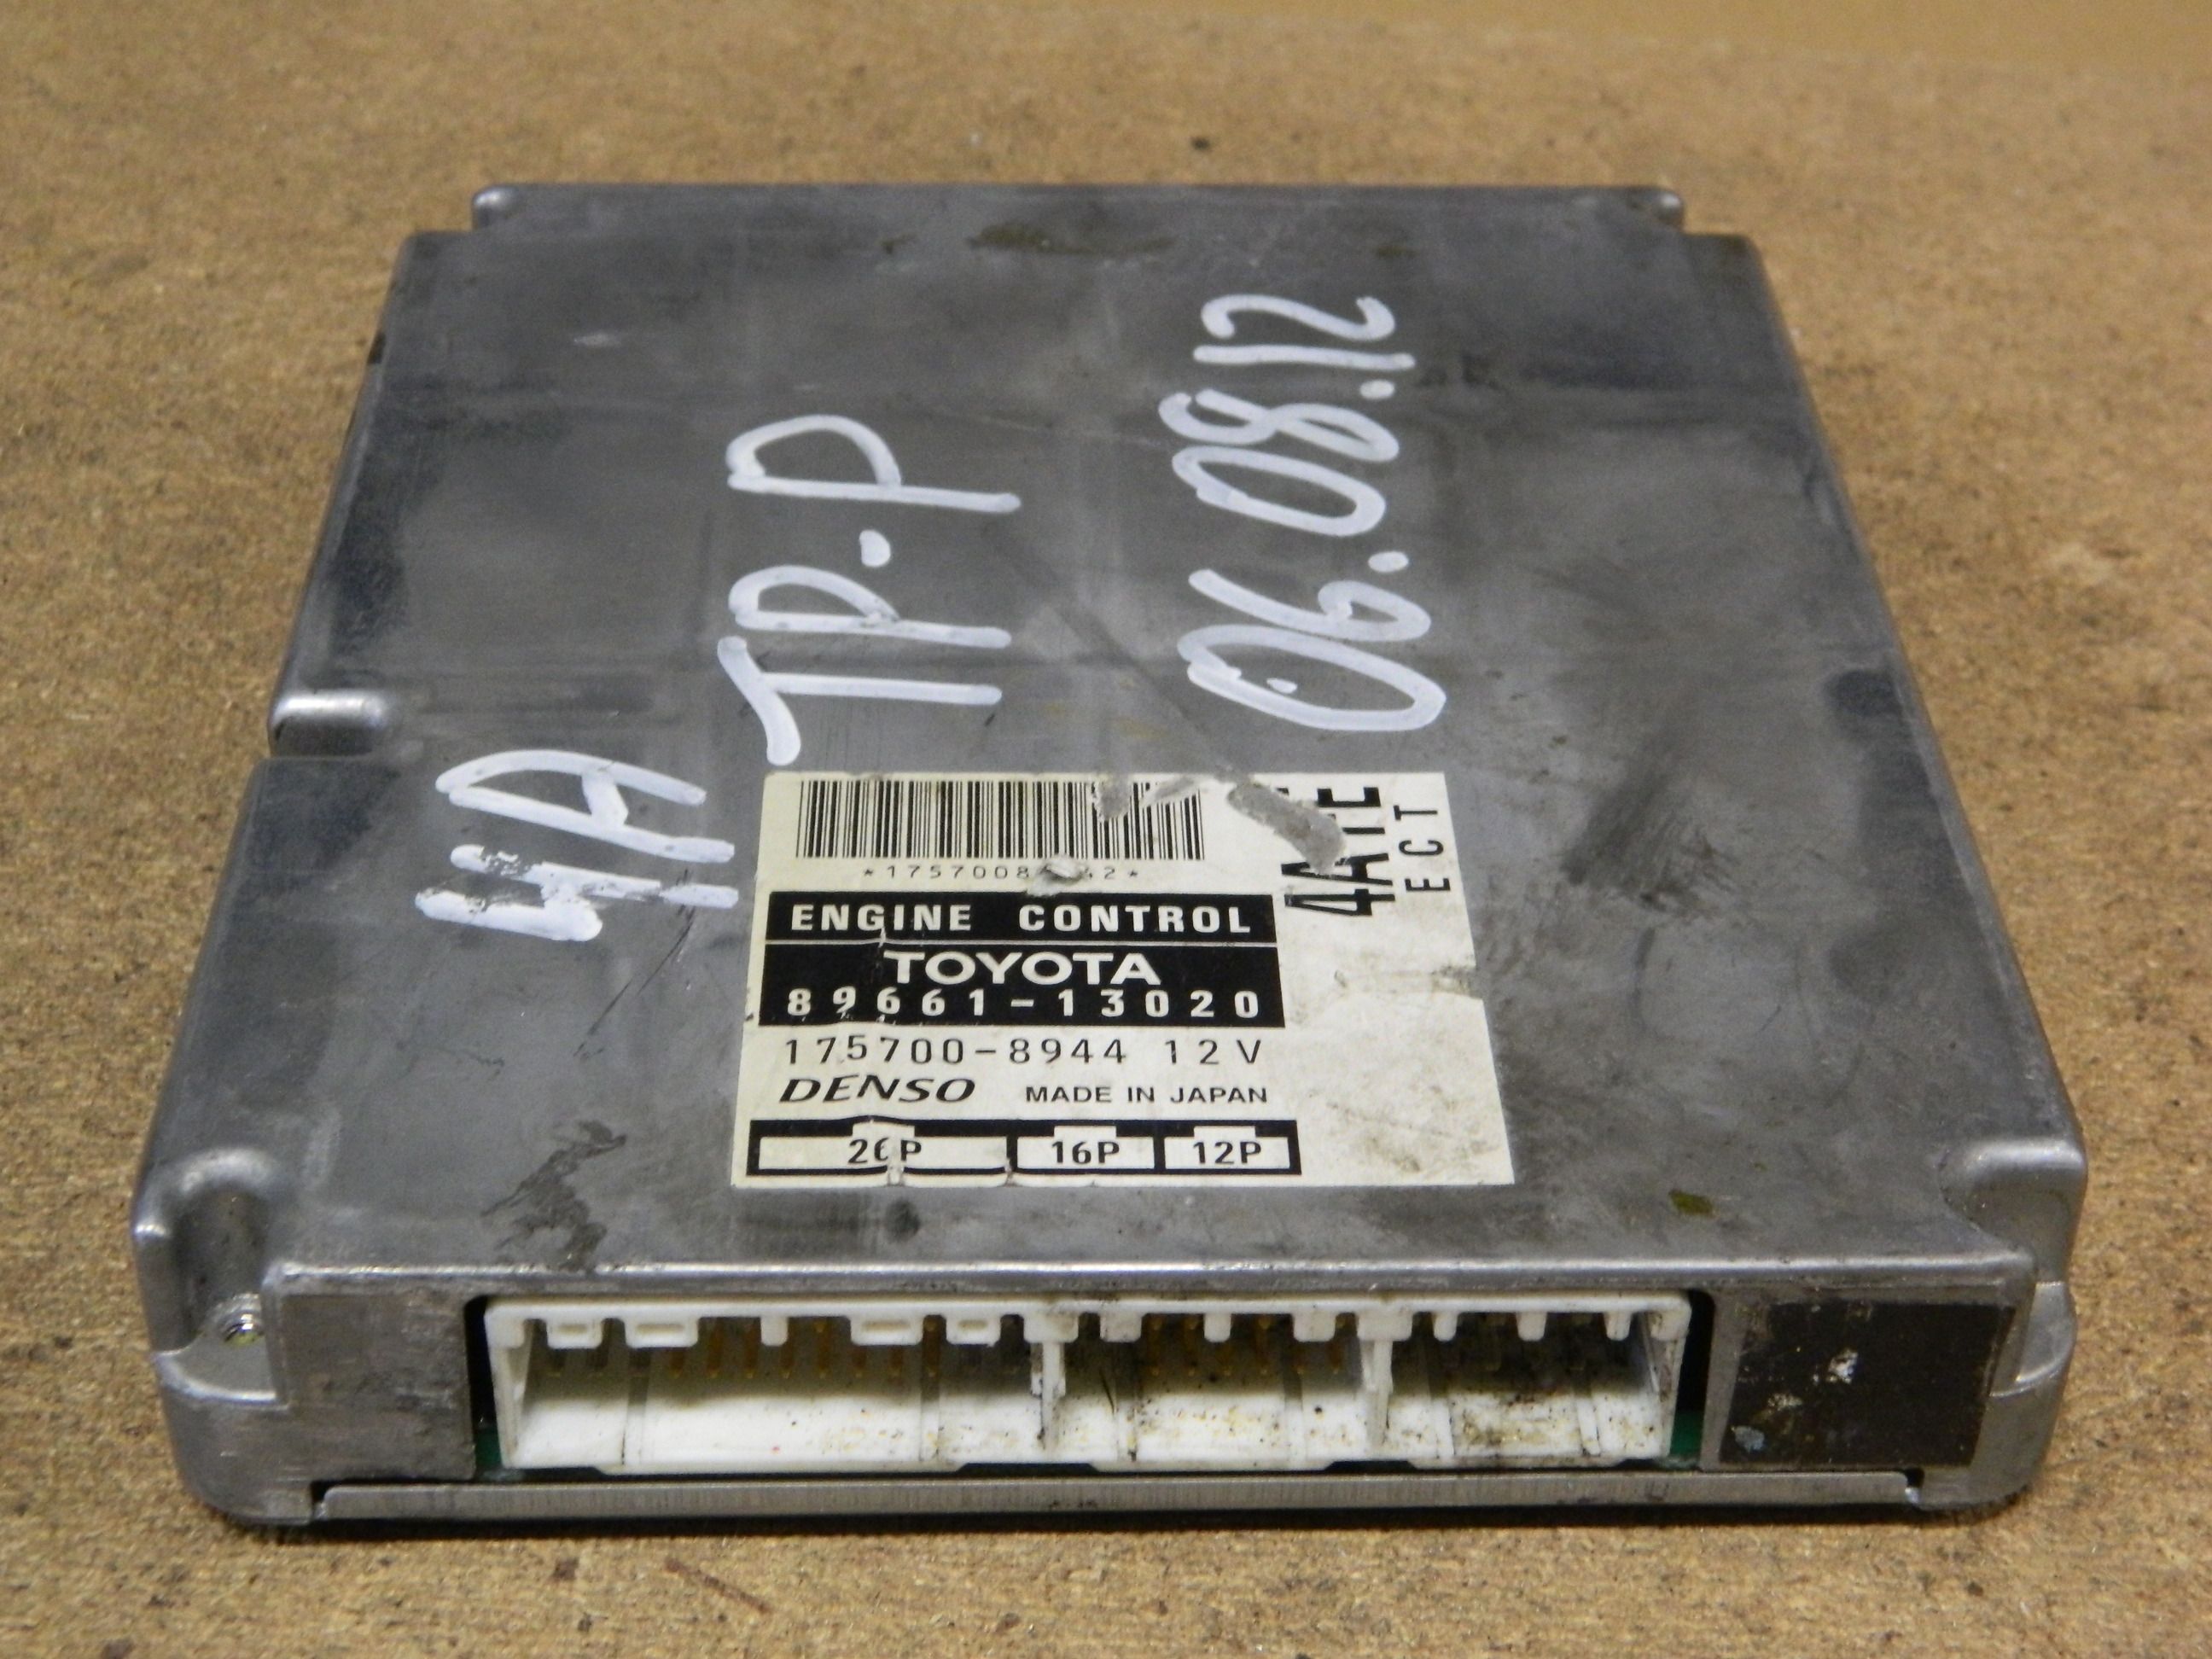 4A
TP-P
06.08.12
ECT
ENGINE CONTROL
TOYOTA
89661-13020
175700-8944 12V
DENSO MADE IN JAPAN
26P 16P 12P